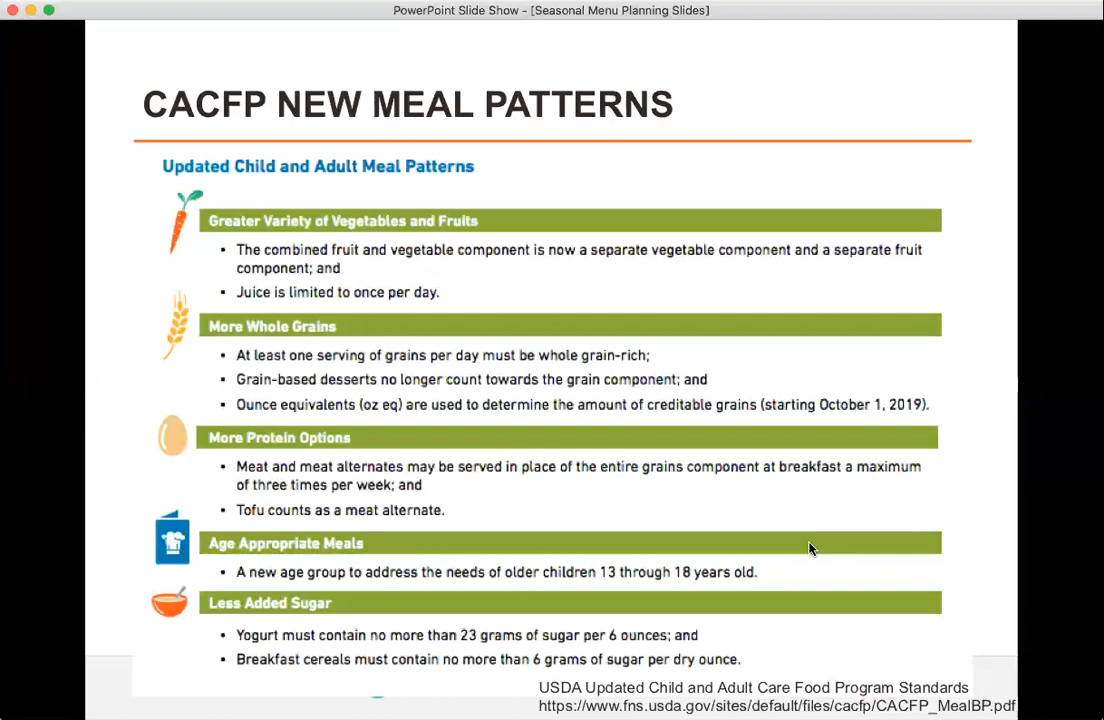 PowerPoint Slide Show - [Seasonal Menu Planning Slides]
CACFP NEW MEAL PATTERNS
Updated Child and Adult Meal Patterns
Greater Variety of Vegetables and Fruits
• The combined fruit and vegetable component is now a separate vegetable component and a separate fruit
component; and
• Juice is limited to once per day.
More Whole Grains
• At least one serving of grains per day must be whole grain-rich;
• Grain-based desserts no longer count towards the grain component; and
• Ounce equivalents (oz eq) are used to determine the amount of creditable grains (starting October 1, 2019).
More Protein Options
• Meat and meat alternates may be served in place of the entire grains component at breakfast a maximum
of three times per week; and
• Tofu counts as a meat alternate.
Age Appropriate Meals
• A new age group to address the needs of older children 13 through 18 years old.
Less Added Sugar
• Yogurt must contain no more than 23 grams of sugar per 6 ounces; and
• Breakfast cereals must contain no more than 6 grams of sugar per dry ounce.
USDA Updated Child and Adult Care Food Program Standards
https://www.fns.usda.gov/sites/default/files/cacfp/CACFP_MealBP.pdf